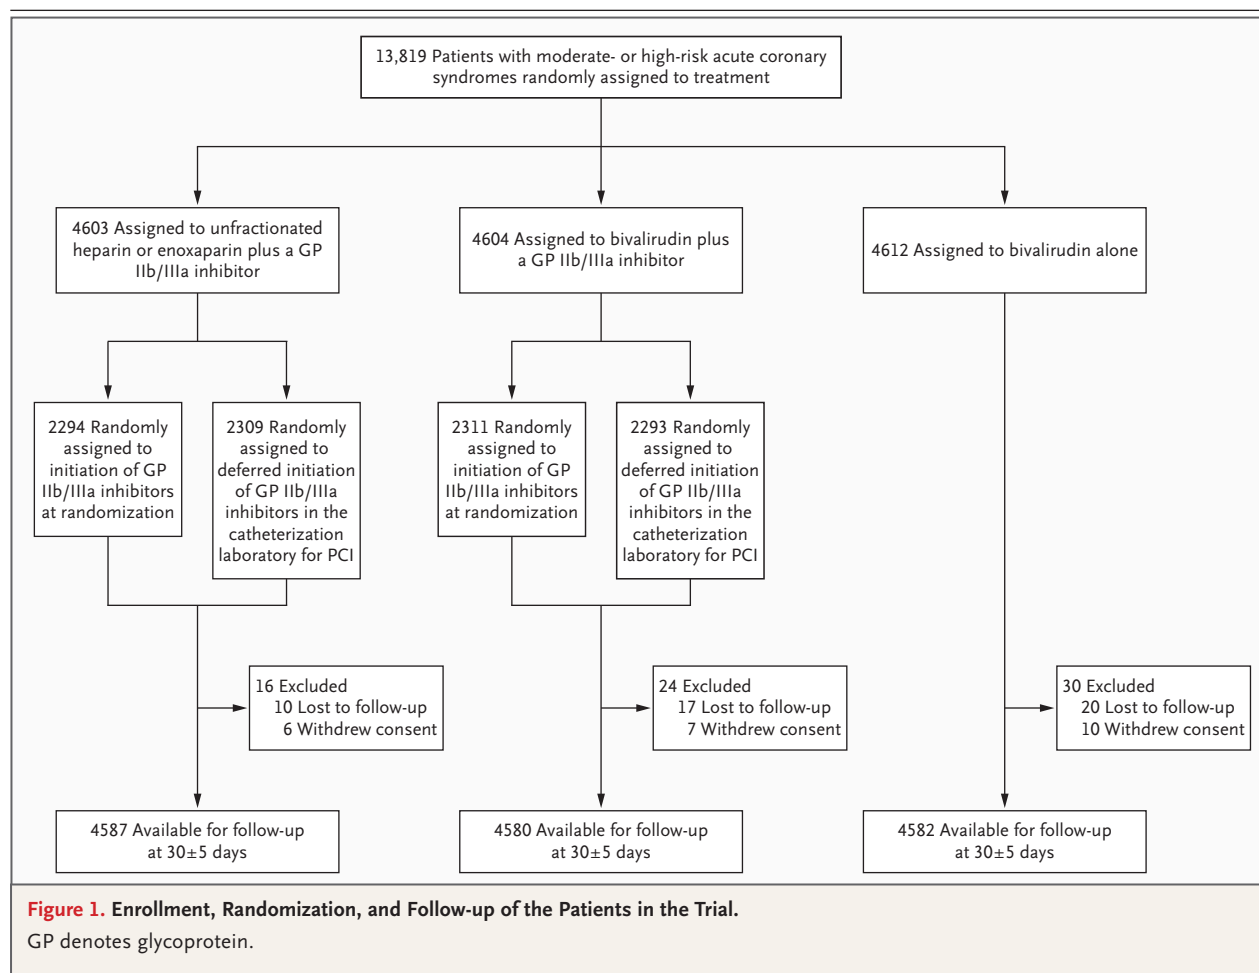 13,819 Patients with moderate- or high-risk acute coronary
syndromes randomly assigned to treatment
4603 Assigned to unfractionated
heparin or enoxaparin plus a GP
IIb/IIIa inhibitor
4604 Assigned to bivalirudin plus
a GP IIb/IIIa inhibitor
4612 Assigned to bivalirudin alone
2294 Randomly
assigned to
initiation of GP
IIb/IIIa inhibitors
at randomization
2309 Randomly
assigned to
deferred initiation
of GP IIb/IIIa
inhibitors in the
catheterization
laboratory for PCI
2311 Randomly
assigned to
initiation of GP
IIb/IIIa inhibitors
at randomization
2293 Randomly
assigned to
deferred initiation
of GP IIb/IIIa
inhibitors in the
catheterization
laboratory for PCI
16 Excluded
10 Lost to follow-up
6 Withdrew consent
24 Excluded
17 Lost to follow-up
7 Withdrew consent
30 Excluded
20 Lost to follow-up
10 Withdrew consent
4587 Available for follow-up
at 30±5 days
4580 Available for follow-up
at 30±5 days
4582 Available for follow-up
at 30±5 days
Figure 1. Enrollment, Randomization, and Follow-up of the Patients in the Trial.
GP denotes glycoprotein.